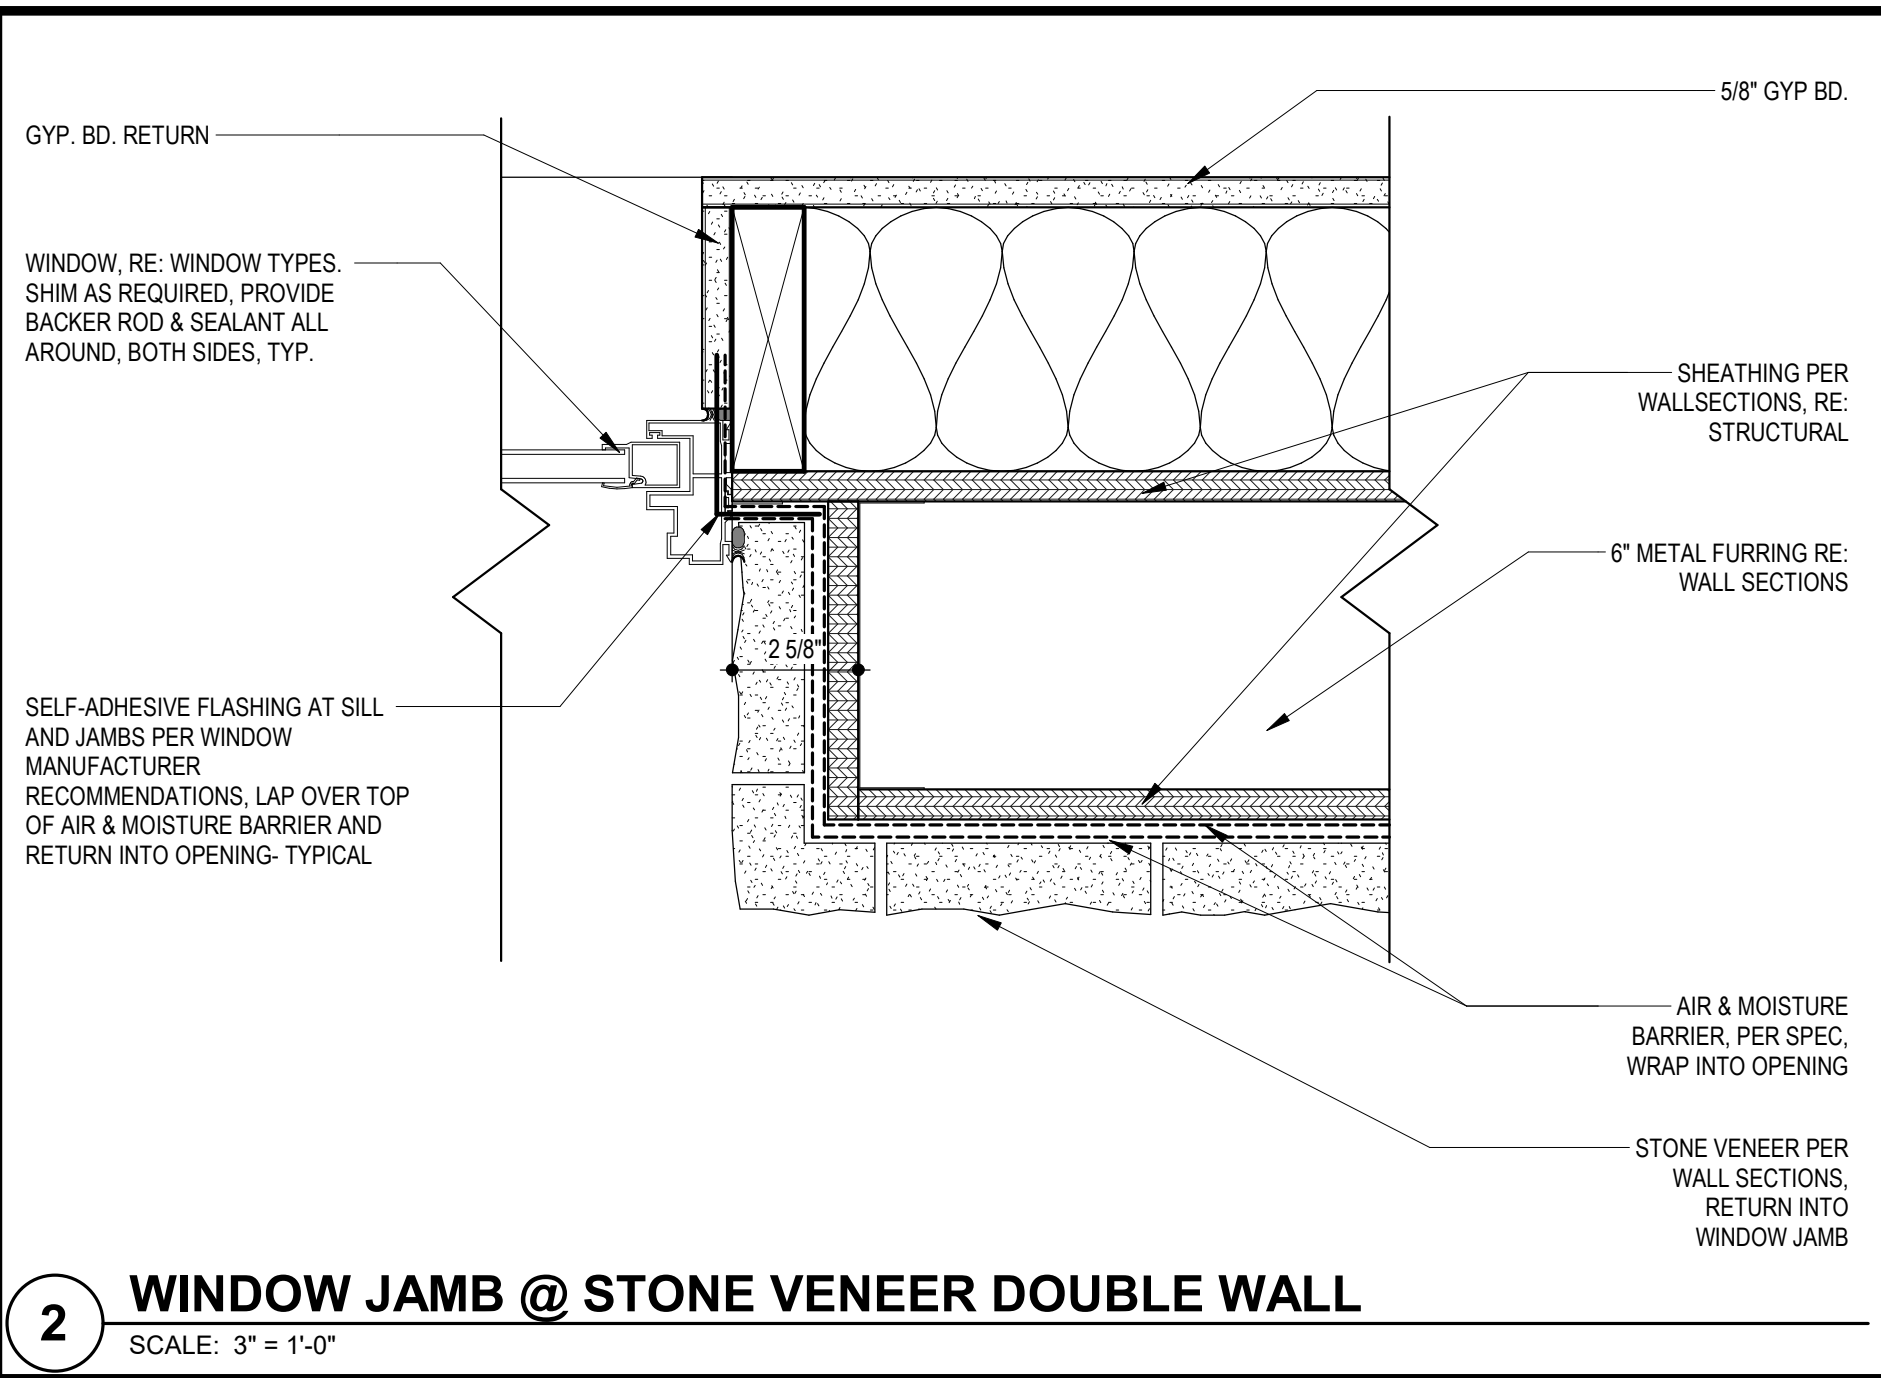 5/8" GYP BD.
GYP. BD. RETURN
WINDOW, RE: WINDOW TYPES.
SHIM AS REQUIRED, PROVIDE
BACKER ROD & SEALANT ALL
AROUND, BOTH SIDES, TYP.
SHEATHING PER
WALLSECTIONS, RE:
STRUCTURAL
6" METAL FURRING RE:
WALL SECTIONS
2 5/8"
SELF-ADHESIVE FLASHING AT SILL
AND JAMBS PER WINDOW
MANUFACTURER
RECOMMENDATIONS, LAP OVER TOP
OF AIR & MOISTURE BARRIER AND
RETURN INTO OPENING- TYPICAL
AIR & MOISTURE
BARRIER, PER SPEC,
WRAP INTO OPENING
STONE VENEER PER
WALL SECTIONS,
RETURN INTO
WINDOW JAMB
2
WINDOW JAMB @ STONE VENEER DOUBLE WALL
SCALE: 3" = 1'-0"